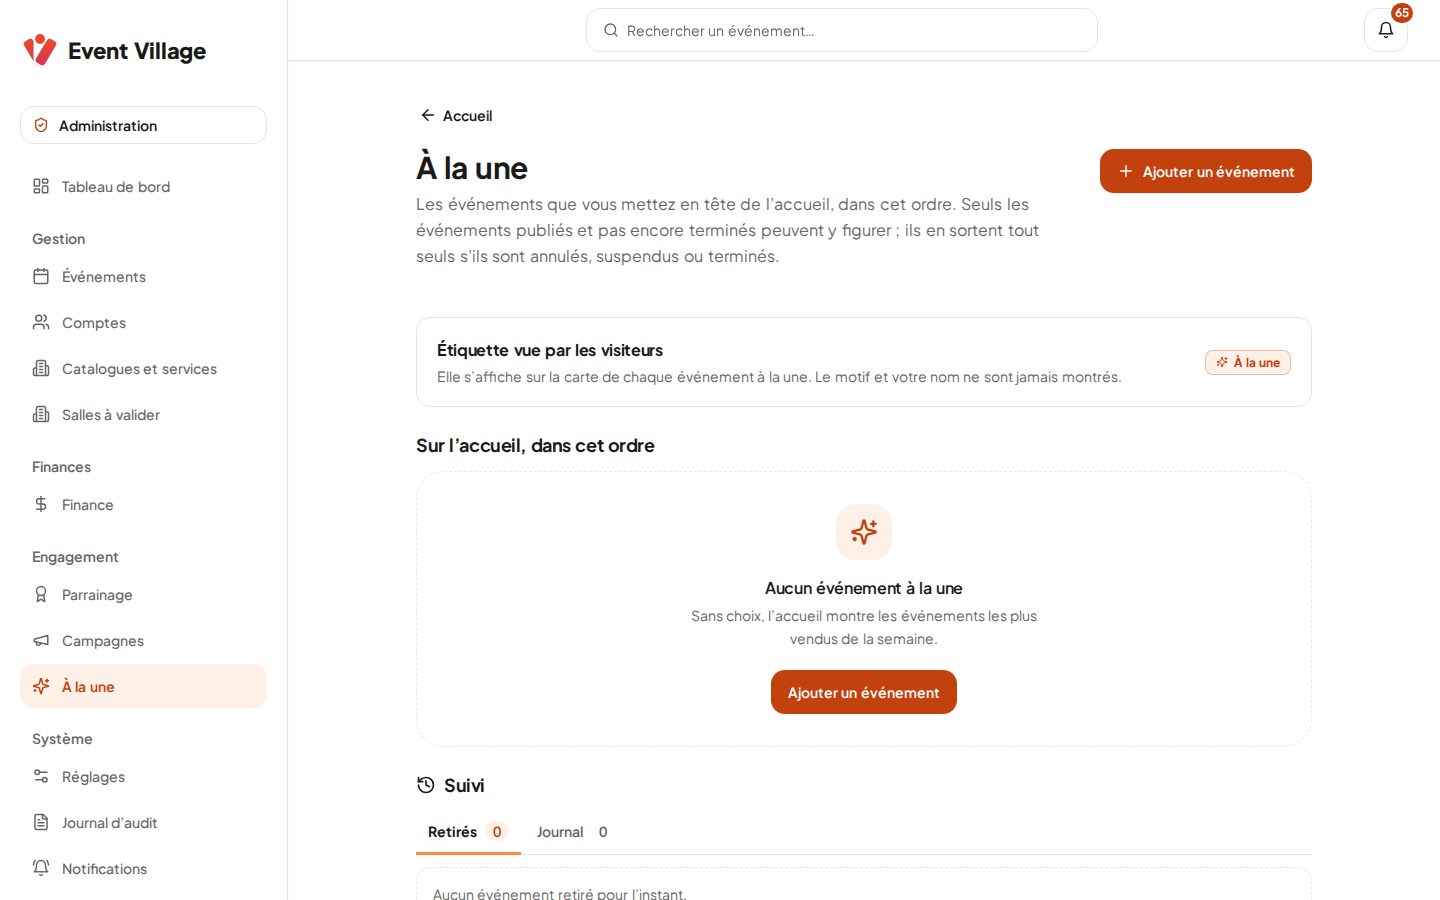 Event Village
Rechercher un événement...
65
Administration
Tableau de bord
Gestion
Événements
Comptes
Catalogues et services
Salles à valider
Finances
Finance
Engagement
Parrainage
Campagnes
À la une
Système
Réglages
Journal d'audit
Notifications
Accueil
À la une
Ajouter un événement
Les événements que vous mettez en tête de l'accueil, dans cet ordre. Seuls les
événements publiés et pas encore terminés peuvent y figurer ; ils en sortent tout
seuls s'ils sont annulés, suspendus ou terminés.
Étiquette vue par les visiteurs
Elle s'affiche sur la carte de chaque événement à la une. Le motif et votre nom ne sont jamais montrés.
À la une
Sur l'accueil, dans cet ordre
Aucun événement à la une
Sans choix, l'accueil montre les événements les plus
vendus de la semaine.
Ajouter un événement
Suivi
Retirés 0
Journal 0
Aucun événement retiré pour l'instant.